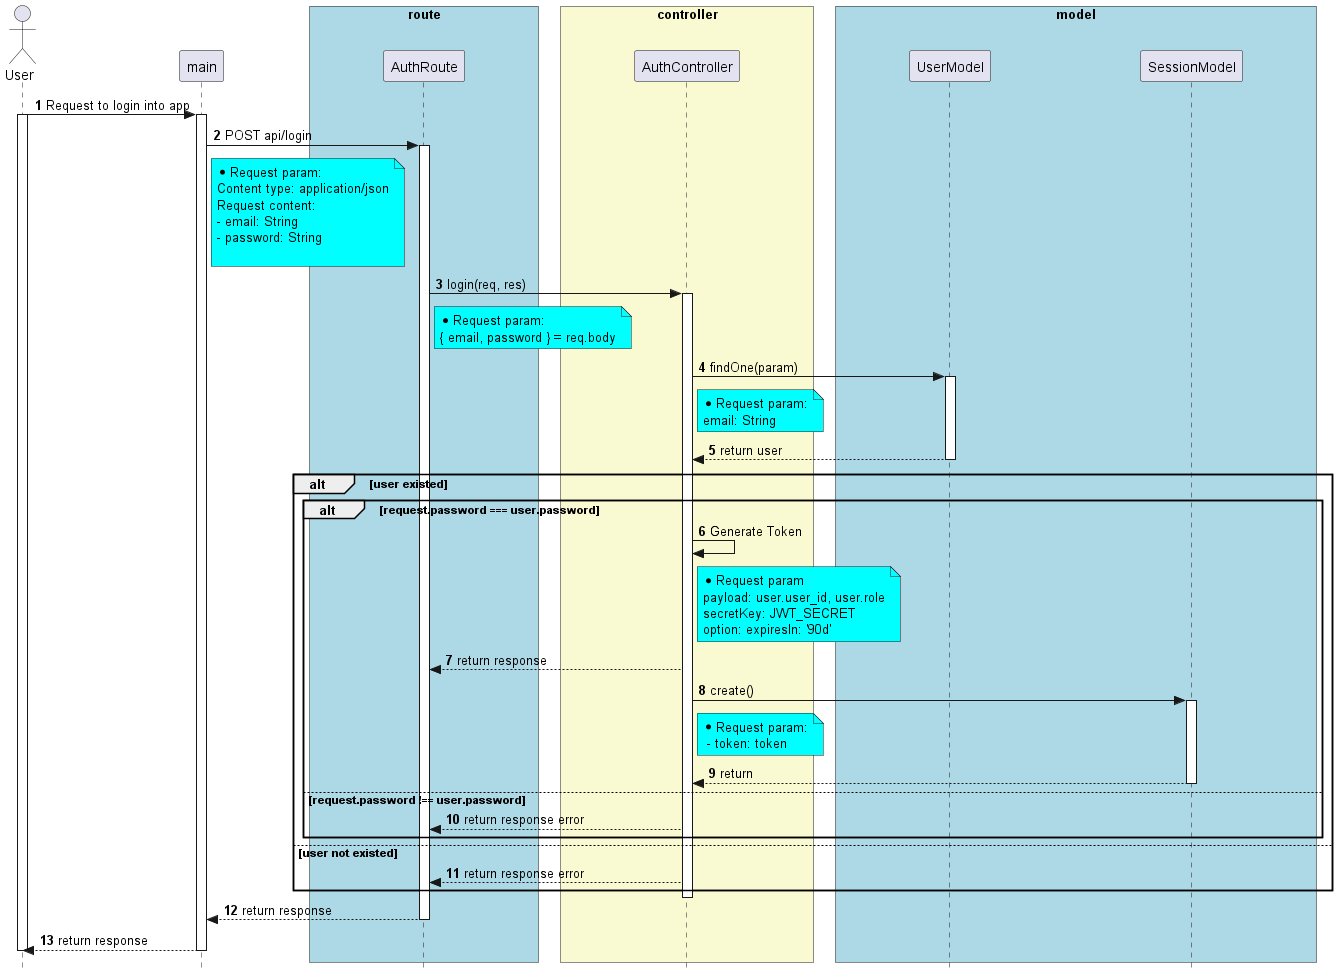 route
controller
model
User
main
AuthRoute
AuthController
UserModel
SessionModel
1 Request to login into app
2 POST api/login
• Request param:
Content type: application/json
Request content:
- email: String
- password: String
3 login(req, res)
• Request param:
{ email, password } = req.body
4 findOne(param)
• Request param:
email: String
5 return user
alt [user existed]
alt [request.password === user.password]
6 Generate Token
• Request param
payload: user.user_id, user.role
secretKey: JWT_SECRET
option: expiresIn: '90d'
7 return response
8 create()
• Request param:
- token: token
9 return
[request.password !== user.password]
10 return response error
[user not existed]
11 return response error
12 return response
13 return response